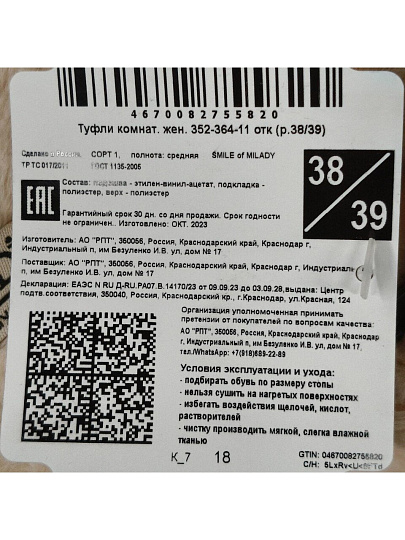 4670082755820
Туфли комнат. жен. 352-364-11 отк (р.38/39)
Сделано в России, СОРТ 1, полнота: средняя SMILE of MILADY
ТР ТС 017/2011 ГОСТ 1135-2005
38
39
EAC
Состав: подошва - этилен-винил-ацетат, подкладка -
полиэстер, верх - полиэстер
Гарантийный срок 30 дн. со дня продажи. Срок годности
не ограничен. Изготовлено: ОКТ. 2023
Изготовитель: АО "РПТ", 350056, Россия, Краснодарский край, Краснодар г,
Индустриальный п, им Безуленко И.В. ул, дом № 17
Поставщик: АО "РПТ", 350056, Россия, Краснодарский край, Краснодар г, Индустриальны
п, им Безуленко И.В. ул, дом № 17
Декларация: ЕАЭС N RU Д-RU.РА07.В.14170/23 от 09.09.23 до 03.09.28, выдана: Центр
подтв.соответствия, 350040, Россия, Краснодарский кр., г.Краснодар, ул.Красная, 124
Организация уполномоченная принимать
претензии от покупателей по вопросам качества:
АО "РПТ", 350056, Россия, Краснодарский край, Краснодар
г, Индустриальный п, им Безуленко И.В. ул, дом № 17,
тел./WhatsApp: +7(918)689-22-89
Условия эксплуатации и ухода:
- подбирать обувь по размеру стопы
- нельзя сушить на нагретых поверхностях
- избегать воздействия щелочей, кислот,
растворителей
- чистку производить мягкой, слегка влажной
тканью
K_7 18
GTIN: 04670082755820
С/Н: